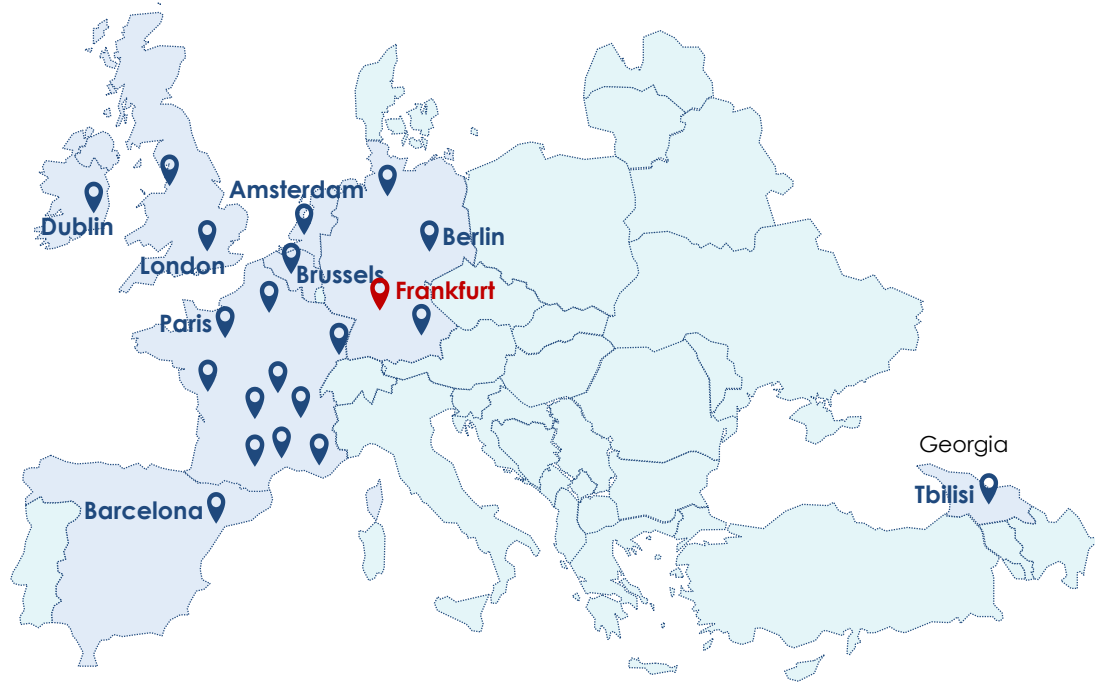 Amsterdam
Dublin
Berlin
London
Brussels
Frankfurt
Paris
Georgia
Tbilisi
Barcelona